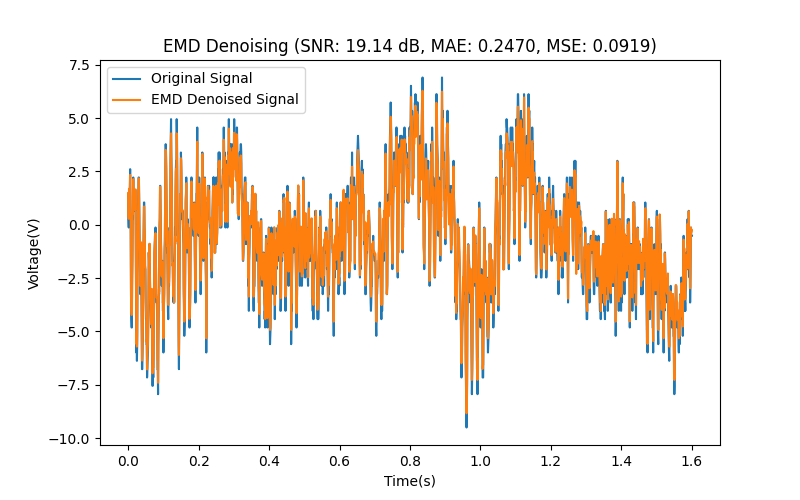 EMD Denoising (SNR: 19.14 dB, MAE: 0.2470, MSE: 0.0919)
Original Signal
EMD Denoised Signal
7.5
5.0
2.5
0.0
−2.5
−5.0
−7.5
−10.0
Voltage(V)
0.0 0.2 0.4 0.6 0.8 1.0 1.2 1.4 1.6
Time(s)